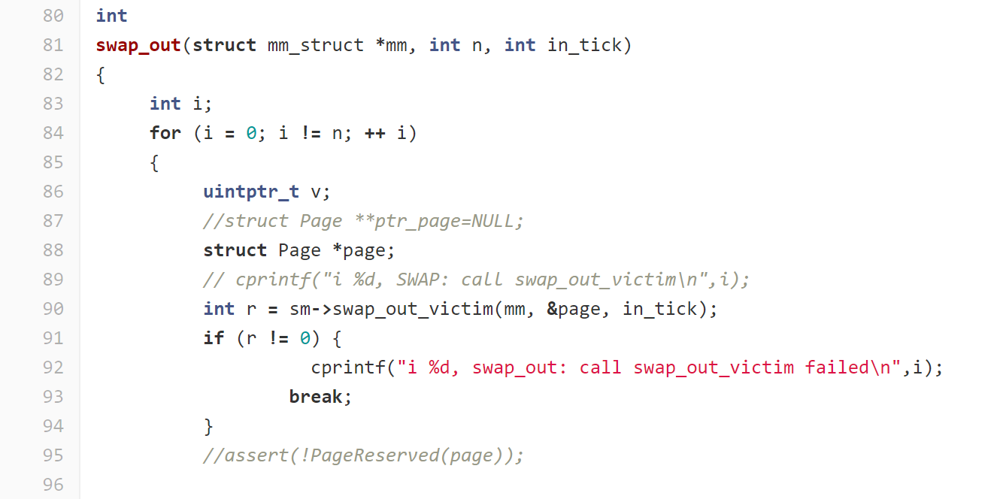 80 int
81 swap_out(struct mm_struct *mm, int n, int in_tick)
82 {
83      int i;
84      for (i = 0; i != n; ++ i)
85      {
86           uintptr_t v;
87           //struct Page **ptr_page=NULL;
88           struct Page *page;
89           // cprintf("i %d, SWAP: call swap_out_victim\n",i);
90           int r = sm->swap_out_victim(mm, &page, in_tick);
91           if (r != 0) {
92                     cprintf("i %d, swap_out: call swap_out_victim failed\n",i);
93                   break;
94           }
95           //assert(!PageReserved(page));
96